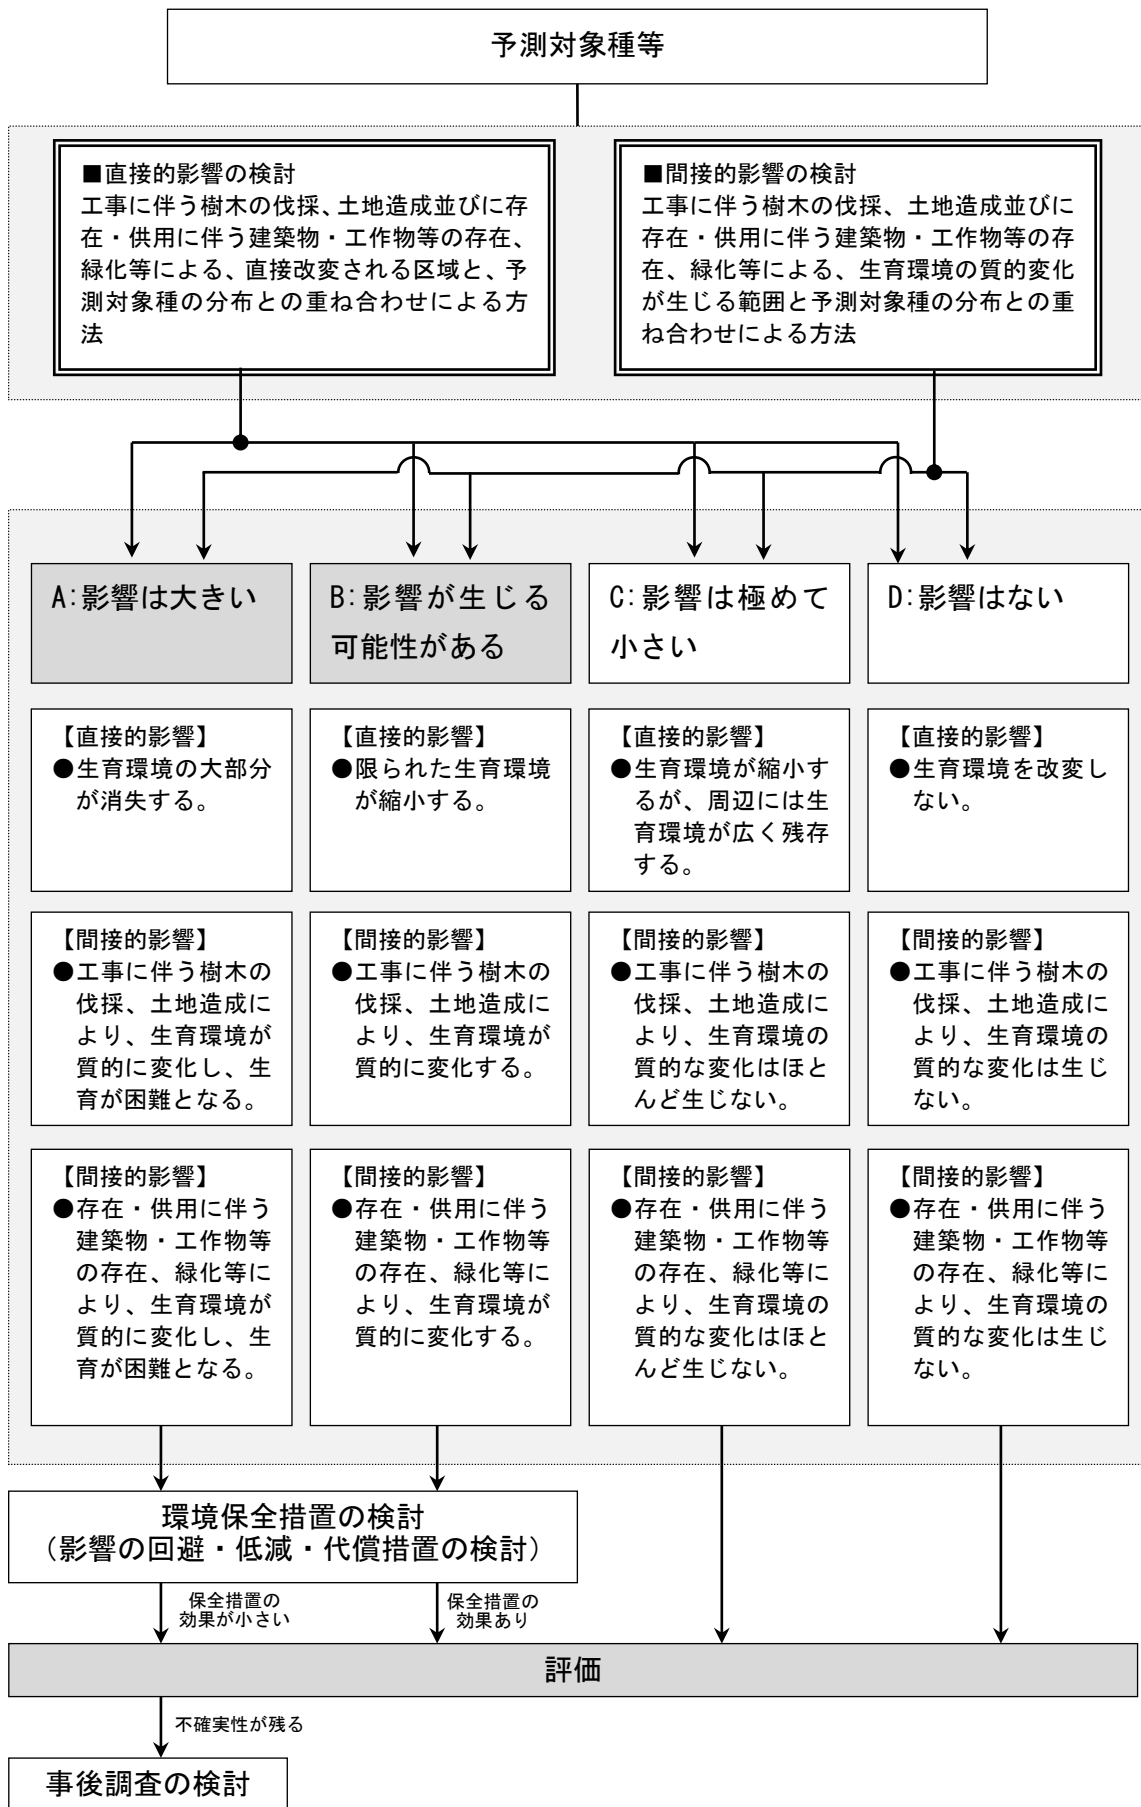 予測対象種等
■直接的影響の検討
工事に伴う樹木の伐採、土地造成並びに存
在・供用に伴う建築物・工作物等の存在、
緑化等による、直接改変される区域と、予
測対象種の分布との重ね合わせによる方
法
■間接的影響の検討
工事に伴う樹木の伐採、土地造成並びに
存在・供用に伴う建築物・工作物等の存
在、緑化等による、生育環境の質的変化
が生じる範囲と予測対象種の分布との重
ね合わせによる方法
A:影響は大きい
B:影響が生じる
可能性がある
C:影響は極めて
小さい
D:影響はない
【直接的影響】
●生育環境の大部分
が消失する。
【直接的影響】
●限られた生育環境
が縮小する。
【直接的影響】
●生育環境が縮小す
るが、周辺には生
育環境が広く残存
する。
【直接的影響】
●生育環境を改変し
ない。
【間接的影響】
●工事に伴う樹木の
伐採、土地造成に
より、生育環境が
質的に変化し、生
育が困難となる。
【間接的影響】
●工事に伴う樹木の
伐採、土地造成に
より、生育環境が
質的に変化する。
【間接的影響】
●工事に伴う樹木の
伐採、土地造成に
より、生育環境の
質的な変化はほと
んど生じない。
【間接的影響】
●工事に伴う樹木の
伐採、土地造成に
より、生育環境の
質的な変化は生じ
ない。
【間接的影響】
●存在・供用に伴う
建築物・工作物等
の存在、緑化等に
より、生育環境が
質的に変化し、生
育が困難となる。
【間接的影響】
●存在・供用に伴う
建築物・工作物等
の存在、緑化等に
より、生育環境が
質的に変化する。
【間接的影響】
●存在・供用に伴う
建築物・工作物等
の存在、緑化等に
より、生育環境の
質的な変化はほと
んど生じない。
【間接的影響】
●存在・供用に伴う
建築物・工作物等
の存在、緑化等に
より、生育環境の
質的な変化は生じ
ない。
環境保全措置の検討
（影響の回避・低減・代償措置の検討）
保全措置の
効果が小さい
保全措置の
効果あり
評価
不確実性が残る
事後調査の検討